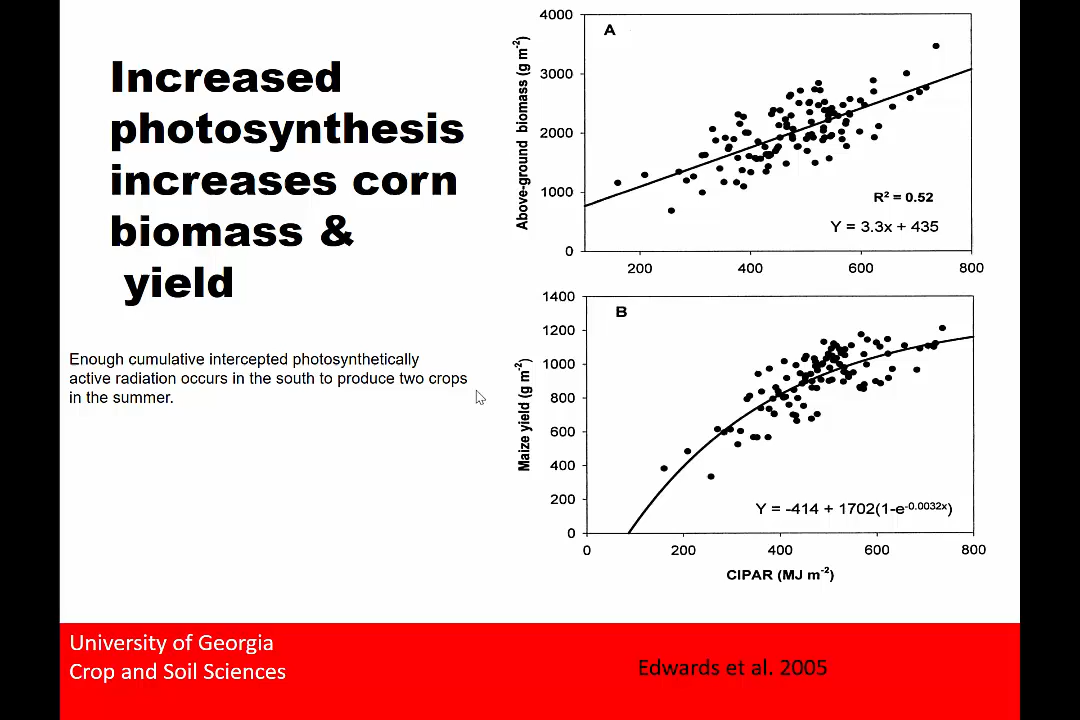 Increased
photosynthesis
increases corn
biomass &
yield
Enough cumulative intercepted photosynthetically
active radiation occurs in the south to produce two crops
in the summer.
A
Above-ground biomass (g m⁻²)
4000
3000
2000
1000
0
R² = 0.52
Y = 3.3x + 435
200 400 600 800
B
Maize yield (g m⁻²)
1400
1200
1000
800
600
400
200
0
Y = -414 + 1702(1-e⁻⁰·⁰⁰³²ˣ)
0 200 400 600 800
CIPAR (MJ m⁻²)
University of Georgia
Crop and Soil Sciences
Edwards et al. 2005